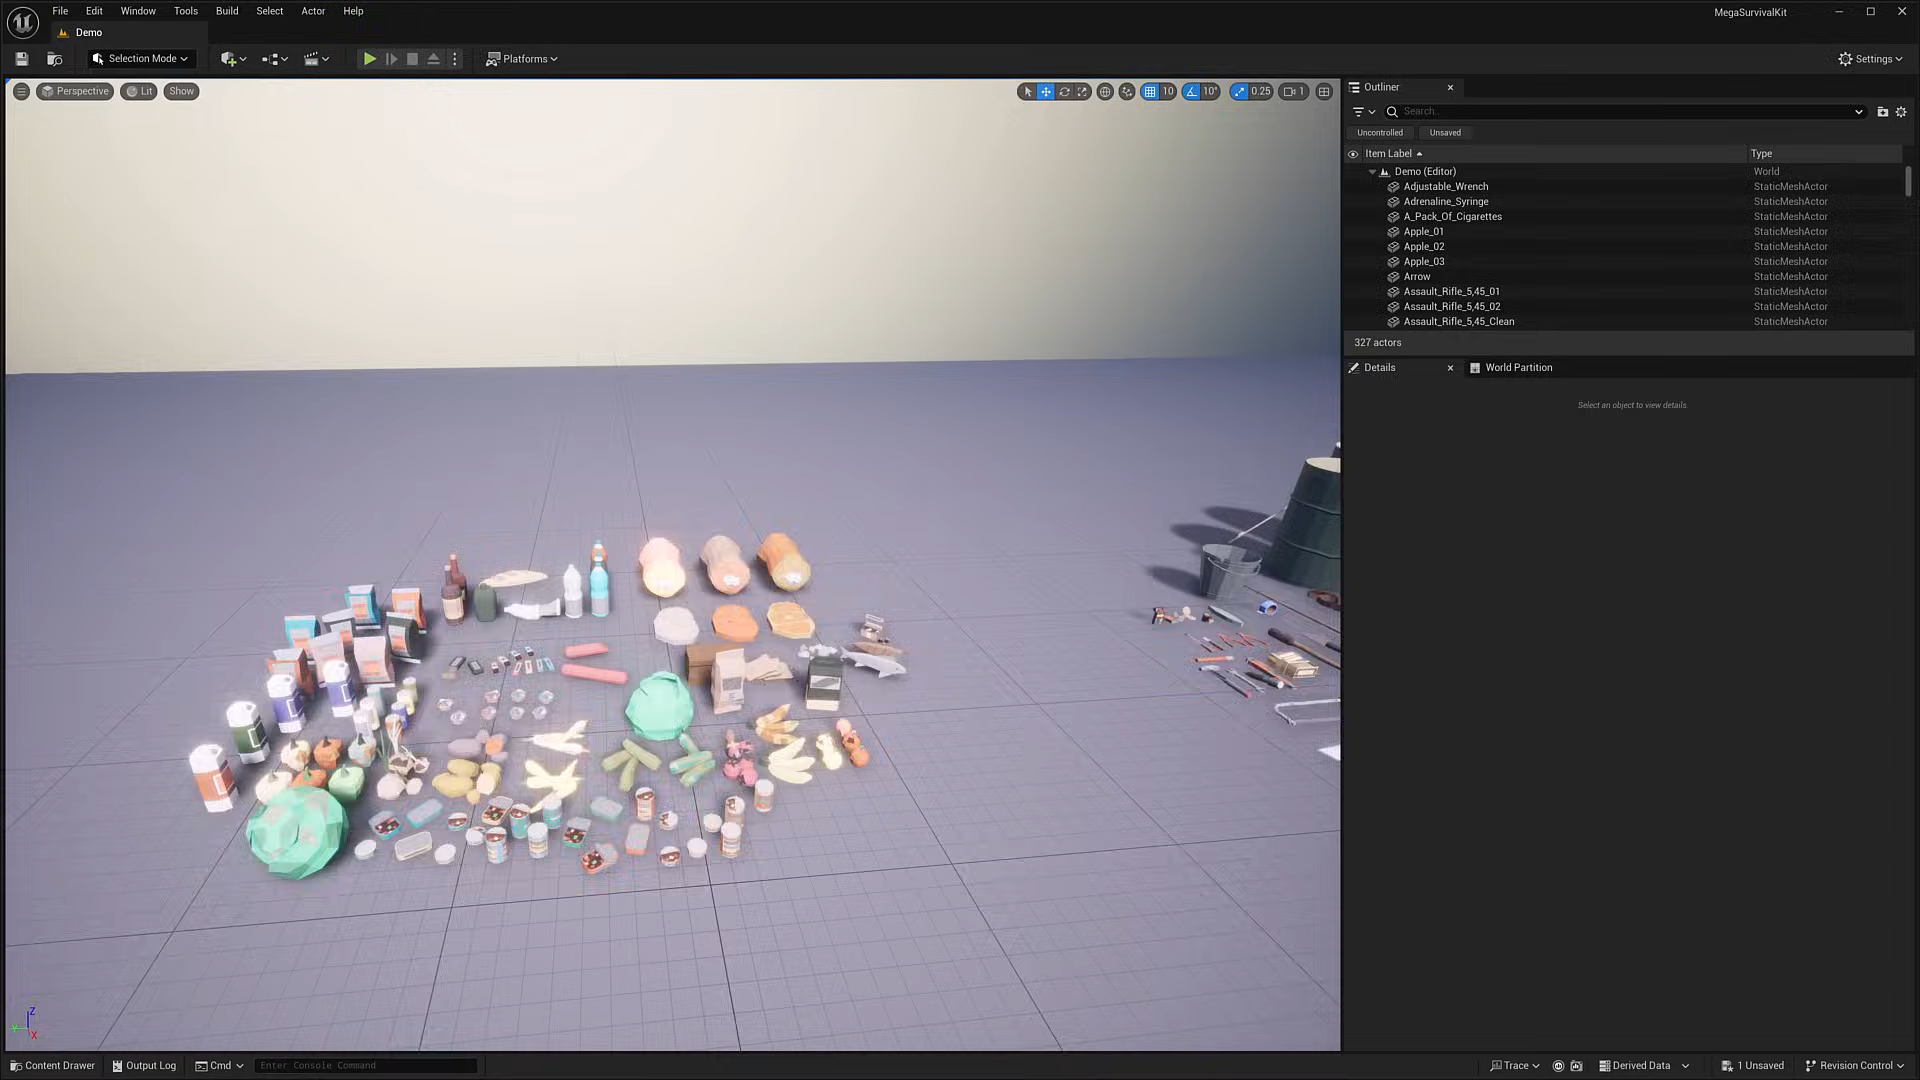 File Edit Window Tools Build Select Actor Help
MegaSurvivalKit
Demo
Selection Mode
Platforms
Settings
Perspective
Lit
Show
10
10°
0.25
1
Outliner
Search...
Uncontrolled
Unsaved
Item Label
Type
Demo (Editor) World
Adjustable_Wrench StaticMeshActor
Adrenaline_Syringe StaticMeshActor
A_Pack_Of_Cigarettes StaticMeshActor
Apple_01 StaticMeshActor
Apple_02 StaticMeshActor
Apple_03 StaticMeshActor
Arrow StaticMeshActor
Assault_Rifle_5,45_01 StaticMeshActor
Assault_Rifle_5,45_02 StaticMeshActor
Assault_Rifle_5,45_Clean StaticMeshActor
327 actors
Details
World Partition
Select an object to view details.
Z
Y
X
Content Drawer
Output Log
Cmd
Enter Console Command
Trace
Derived Data
1 Unsaved
Revision Control